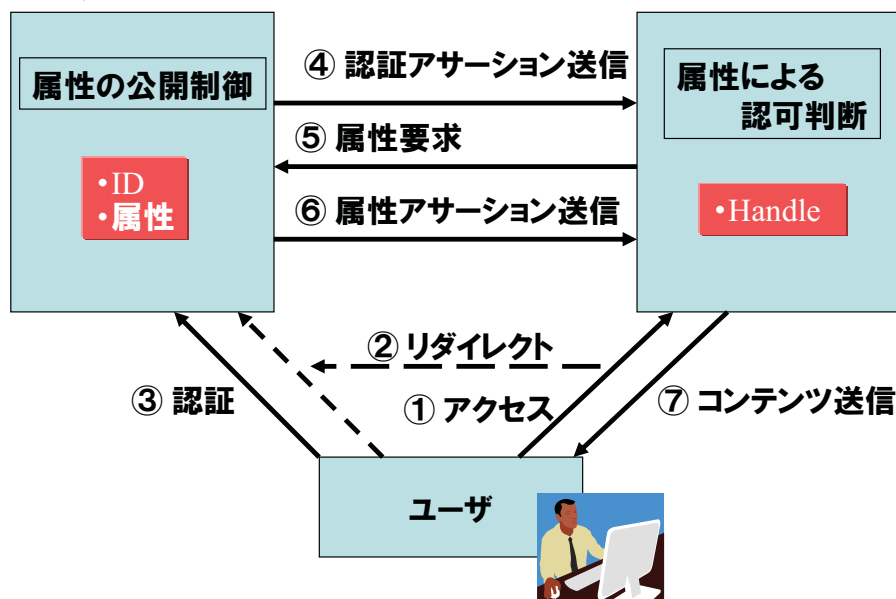 属性の公開制御
・ID
・属性
④ 認証アサーション送信
⑤ 属性要求
⑥ 属性アサーション送信
属性による
認可判断
・Handle
② リダイレクト
③ 認証
① アクセス
⑦ コンテンツ送信
ユーザ